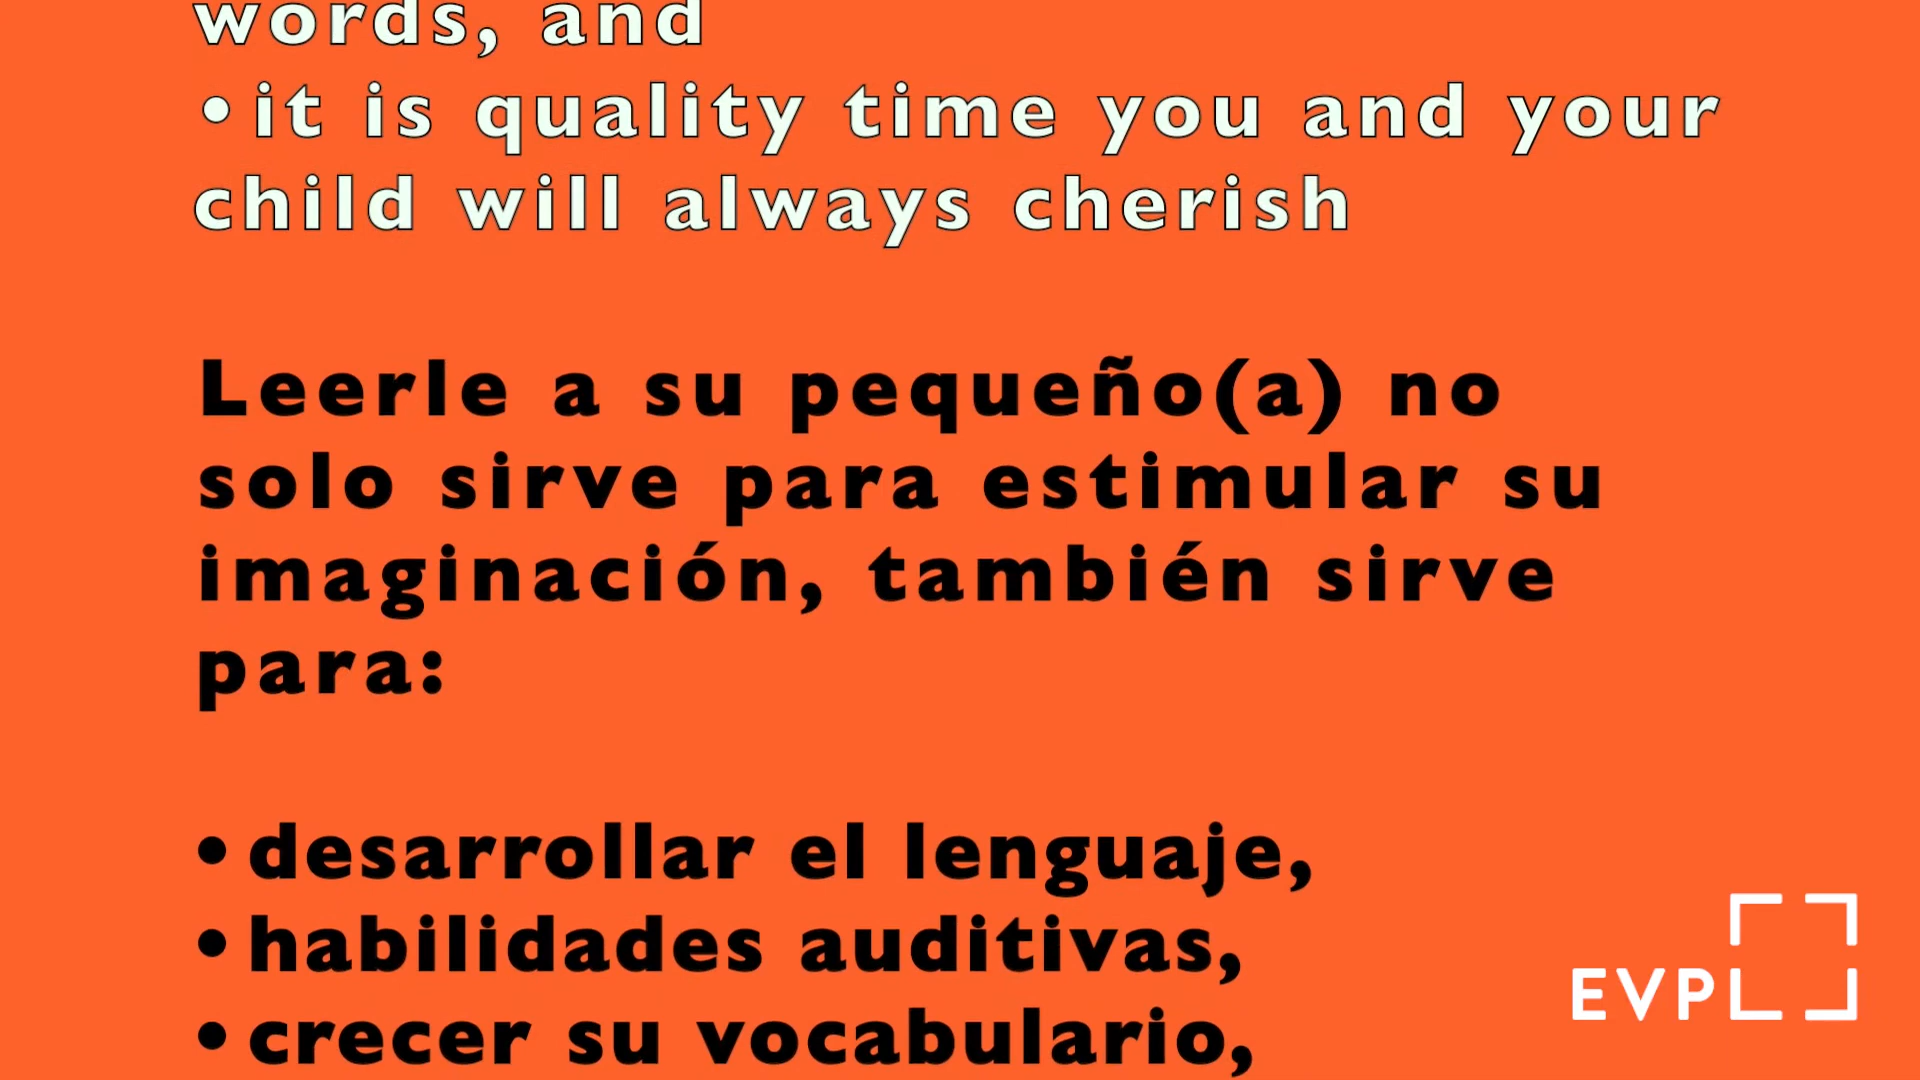 words, and
•it is quality time you and your
child will always cherish
Leerle a su pequeño(a) no
solo sirve para estimular su
imaginación, también sirve
para:
•desarrollar el lenguaje,
•habilidades auditivas,
•crecer su vocabulario,
EVPL